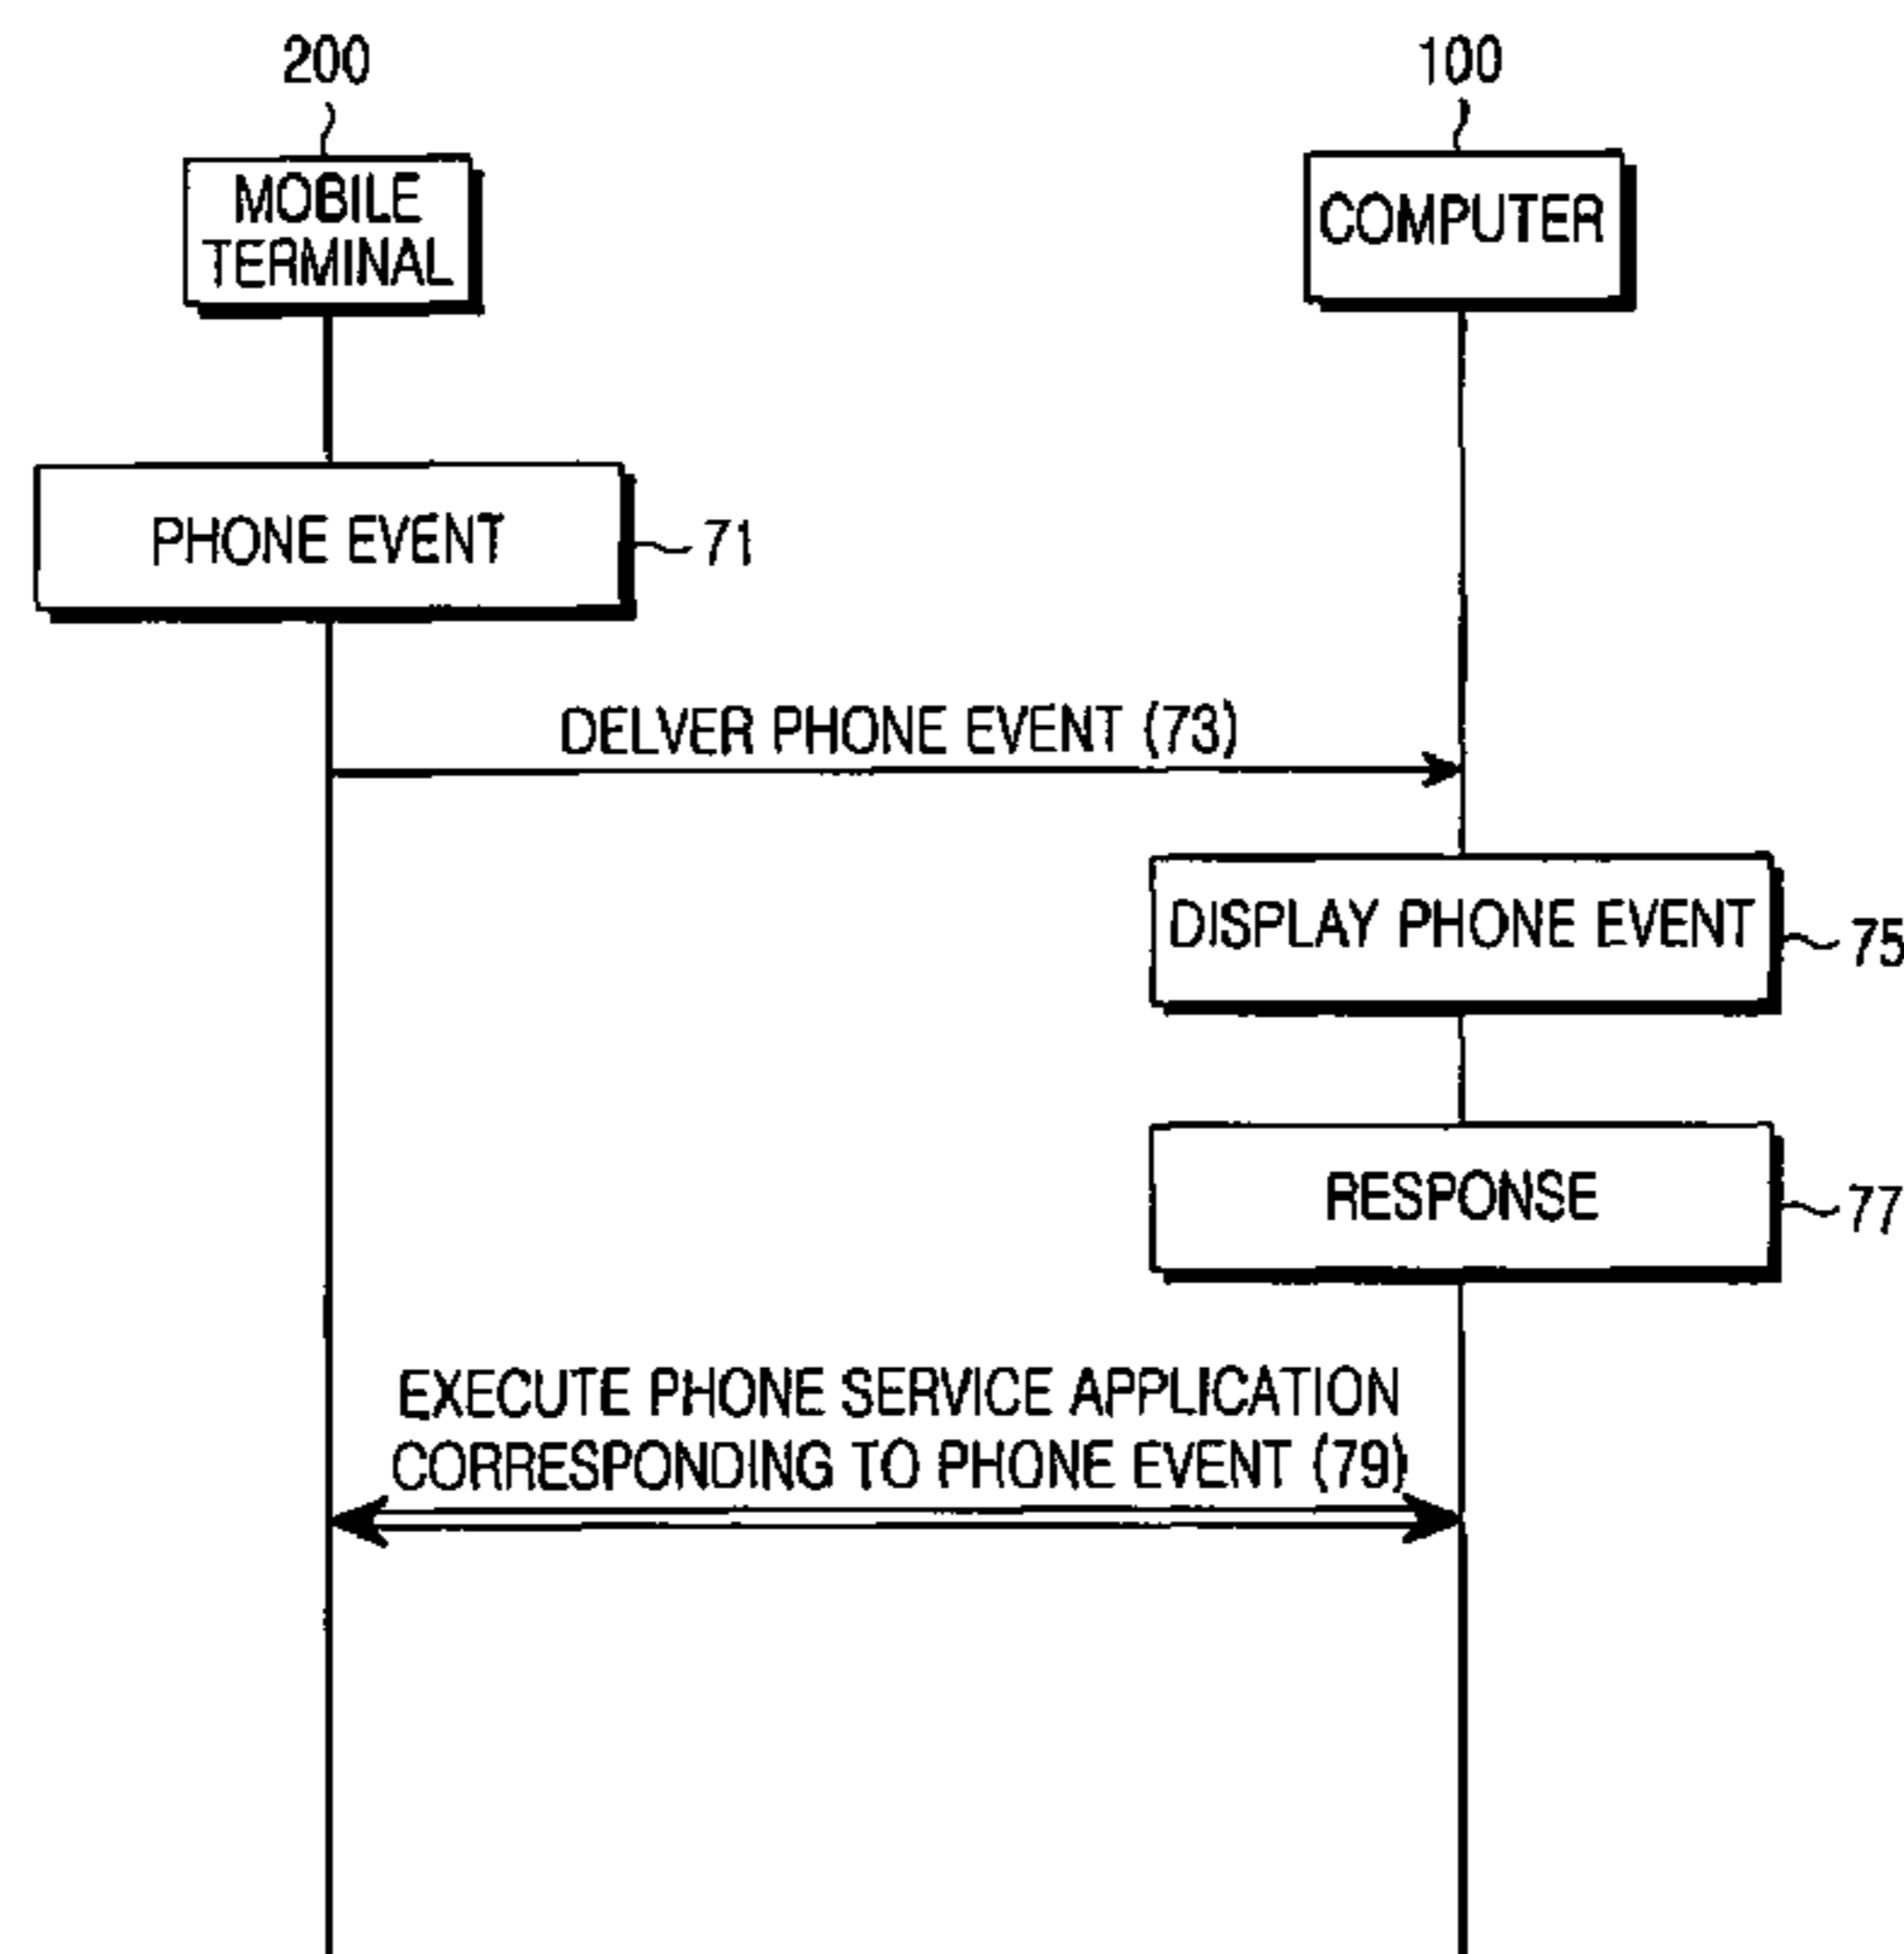 200
100
MOBILE
TERMINAL
COMPUTER
PHONE EVENT
71
DELVER PHONE EVENT (73)
DISPLAY PHONE EVENT
75
RESPONSE
77
EXECUTE PHONE SERVICE APPLICATION
CORRESPONDING TO PHONE EVENT (79)